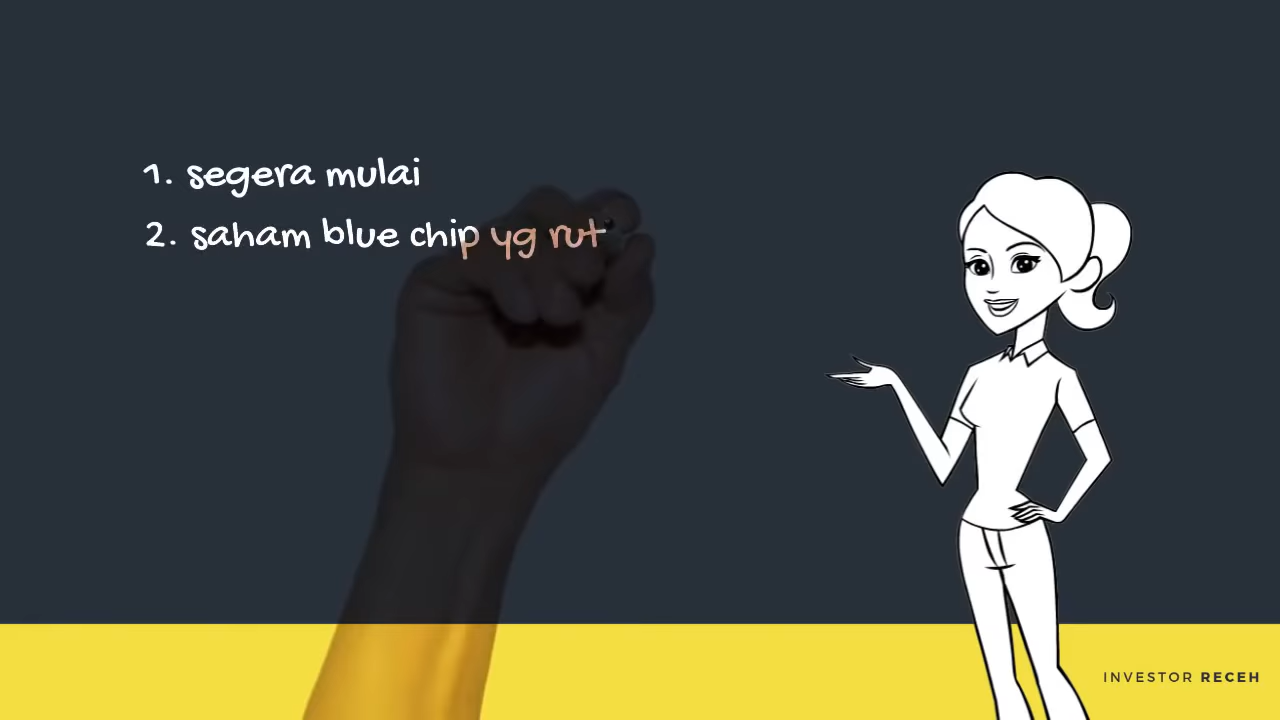 1. segera mulai
2. saham blue chip yg rut
INVESTOR RECEH